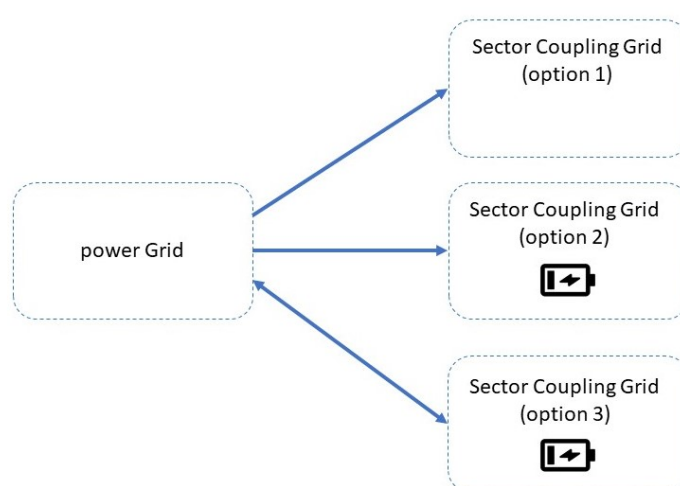 Sector Coupling Grid
(option 1)
power Grid
Sector Coupling Grid
(option 2)
Sector Coupling Grid
(option 3)